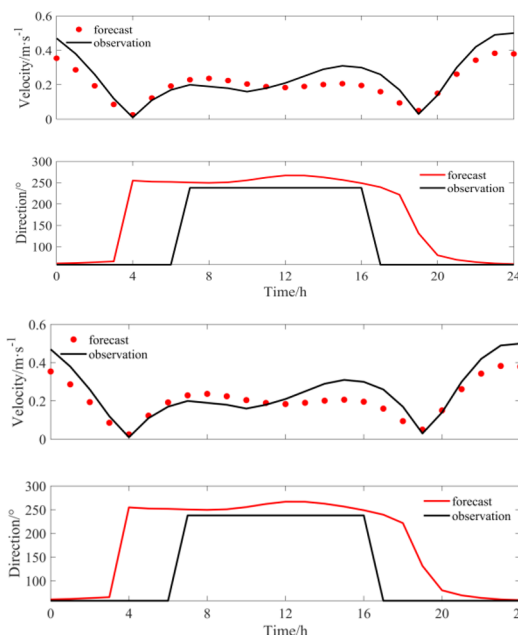 0.6
forecast
observation
0.4
0.2
0
Velocity/m·s⁻¹
300
forecast
observation
250
200
150
100
Direction/°
0 4 8 12 16 20 24
Time/h
0.6
forecast
observation
0.4
0.2
0
Velocity/m·s⁻¹
300
forecast
observation
250
200
150
100
Direction/°
0 4 8 12 16 20 24
Time/h